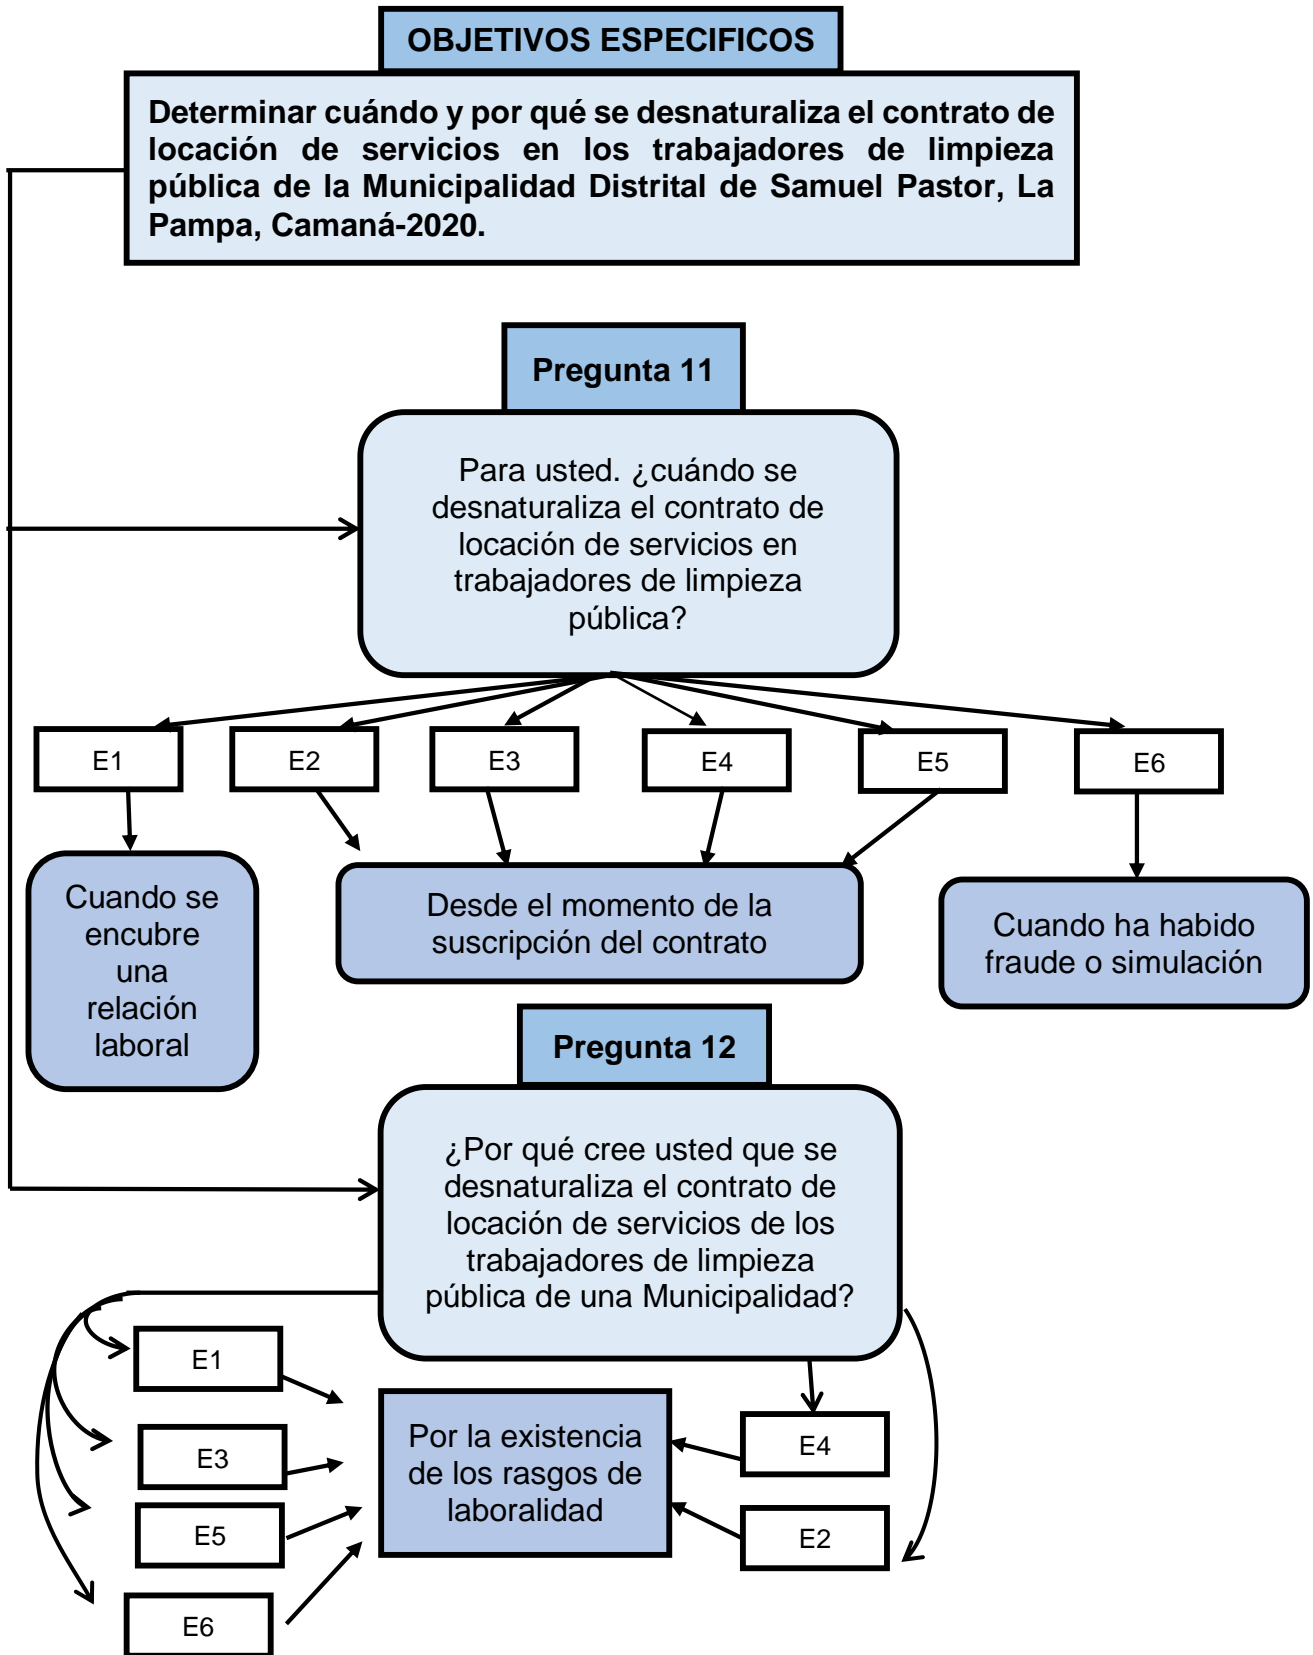 OBJETIVOS ESPECIFICOS
Determinar cuándo y por qué se desnaturaliza el contrato de
locación de servicios en los trabajadores de limpieza
pública de la Municipalidad Distrital de Samuel Pastor, La
Pampa, Camaná-2020.
Pregunta 11
Para usted. ¿cuándo se
desnaturaliza el contrato de
locación de servicios en
trabajadores de limpieza
pública?
E1
E2
E3
E4
E5
E6
Cuando se
encubre
una
relación
laboral
Desde el momento de la
suscripción del contrato
Cuando ha habido
fraude o simulación
Pregunta 12
¿Por qué cree usted que se
desnaturaliza el contrato de
locación de servicios de los
trabajadores de limpieza
pública de una Municipalidad?
E1
E3
E5
E6
Por la existencia
de los rasgos de
laboralidad
E4
E2